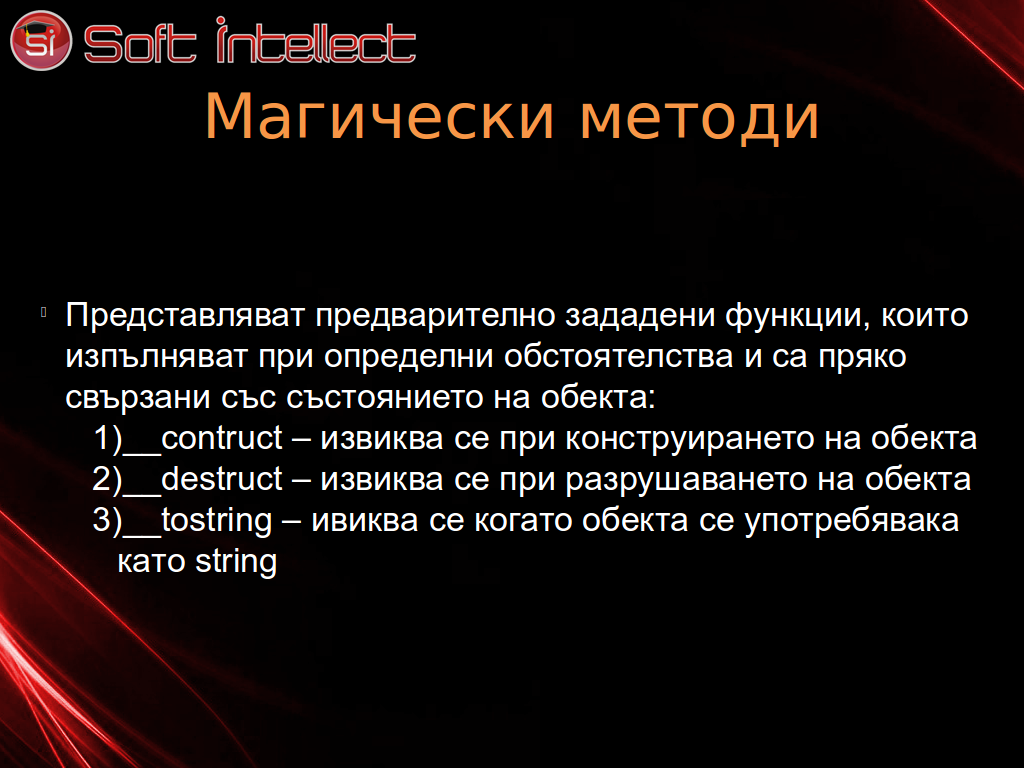 Si Soft intellect
Магически методи
Представляват предварително зададени функции, които
изпълняват при определни обстоятелства и са пряко
свързани със състоянието на обекта:
1)__contruct – извиква се при конструирането на обекта
2)__destruct – извиква се при разрушаването на обекта
3)__tostring – ивиква се когато обекта се употребявака
като string